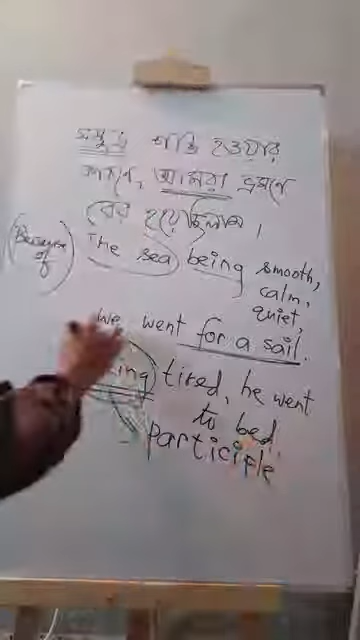 সমুদ্র শান্ত হওয়ার
কারণে, আমরা ভ্রমণে
বের হয়েছিলাম।
(Because of) The sea being smooth,
calm,
quiet,
we went for a sail.
tired, he went
to bed
participle